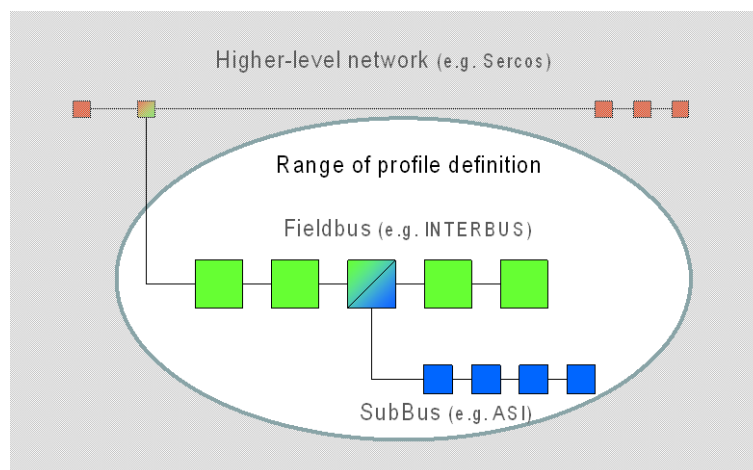 Higher-level network (e.g. Sercos)
Range of profile definition
Fieldbus (e.g. INTERBUS)
SubBus (e.g. ASI)